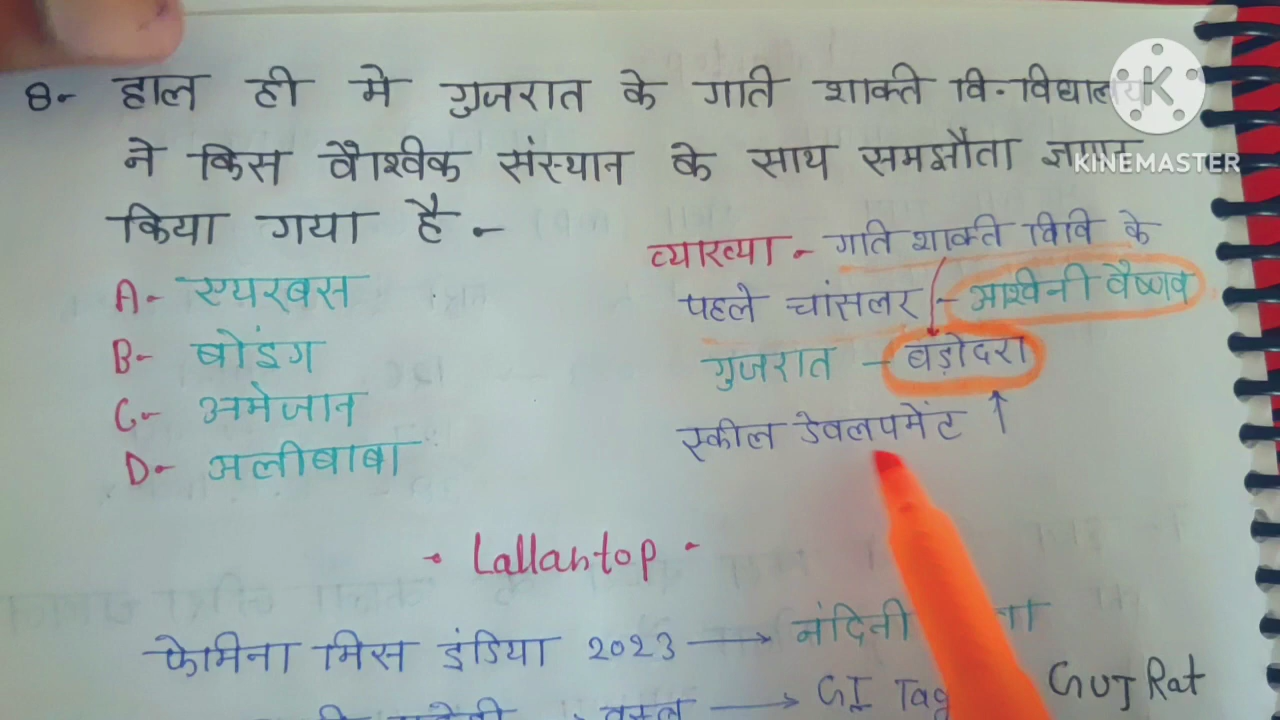 8- हाल ही मे गुजरात के गति शक्ति वि. विद्यालय
ने किस वैश्वीक संस्थान के साथ समझौता
किया गया है -
A- एयरबस
B- बोइंग
C- अमेजान
D- अलीबाबा
व्याख्या - गति शक्ति विवि के
पहले चांसलर - अश्विनी वैष्णव
गुजरात - बड़ोदरा
स्कील डेवलपमेंट ↑
• Lallantop •
फेमिना मिस इंडिया 2023 → नंदिनी
→ GI Tag GUJRat
K
KINEMASTER